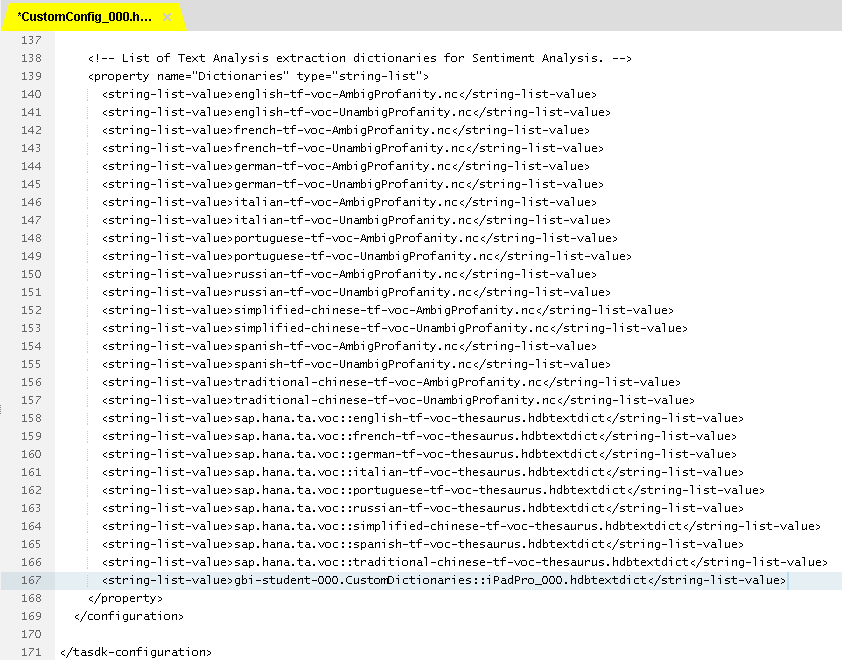 *CustomConfig_000.h... ×
137
138 <!-- List of Text Analysis extraction dictionaries for Sentiment Analysis. -->
139 <property name="Dictionaries" type="string-list">
140 <string-list-value>english-tf-voc-AmbigProfanity.nc</string-list-value>
141 <string-list-value>english-tf-voc-UnambigProfanity.nc</string-list-value>
142 <string-list-value>french-tf-voc-AmbigProfanity.nc</string-list-value>
143 <string-list-value>french-tf-voc-UnambigProfanity.nc</string-list-value>
144 <string-list-value>german-tf-voc-AmbigProfanity.nc</string-list-value>
145 <string-list-value>german-tf-voc-UnambigProfanity.nc</string-list-value>
146 <string-list-value>italian-tf-voc-AmbigProfanity.nc</string-list-value>
147 <string-list-value>italian-tf-voc-UnambigProfanity.nc</string-list-value>
148 <string-list-value>portuguese-tf-voc-AmbigProfanity.nc</string-list-value>
149 <string-list-value>portuguese-tf-voc-UnambigProfanity.nc</string-list-value>
150 <string-list-value>russian-tf-voc-AmbigProfanity.nc</string-list-value>
151 <string-list-value>russian-tf-voc-UnambigProfanity.nc</string-list-value>
152 <string-list-value>simplified-chinese-tf-voc-AmbigProfanity.nc</string-list-value>
153 <string-list-value>simplified-chinese-tf-voc-UnambigProfanity.nc</string-list-value>
154 <string-list-value>spanish-tf-voc-AmbigProfanity.nc</string-list-value>
155 <string-list-value>spanish-tf-voc-UnambigProfanity.nc</string-list-value>
156 <string-list-value>traditional-chinese-tf-voc-AmbigProfanity.nc</string-list-value>
157 <string-list-value>traditional-chinese-tf-voc-UnambigProfanity.nc</string-list-value>
158 <string-list-value>sap.hana.ta.voc::english-tf-voc-thesaurus.hdbtextdict</string-list-value>
159 <string-list-value>sap.hana.ta.voc::french-tf-voc-thesaurus.hdbtextdict</string-list-value>
160 <string-list-value>sap.hana.ta.voc::german-tf-voc-thesaurus.hdbtextdict</string-list-value>
161 <string-list-value>sap.hana.ta.voc::italian-tf-voc-thesaurus.hdbtextdict</string-list-value>
162 <string-list-value>sap.hana.ta.voc::portuguese-tf-voc-thesaurus.hdbtextdict</string-list-value>
163 <string-list-value>sap.hana.ta.voc::russian-tf-voc-thesaurus.hdbtextdict</string-list-value>
164 <string-list-value>sap.hana.ta.voc::simplified-chinese-tf-voc-thesaurus.hdbtextdict</string-list-value>
165 <string-list-value>sap.hana.ta.voc::spanish-tf-voc-thesaurus.hdbtextdict</string-list-value>
166 <string-list-value>sap.hana.ta.voc::traditional-chinese-tf-voc-thesaurus.hdbtextdict</string-list-value>
167 <string-list-value>gbi-student-000.CustomDictionaries::iPadPro_000.hdbtextdict</string-list-value>
168 </property>
169 </configuration>
170
171 </tasdk-configuration>